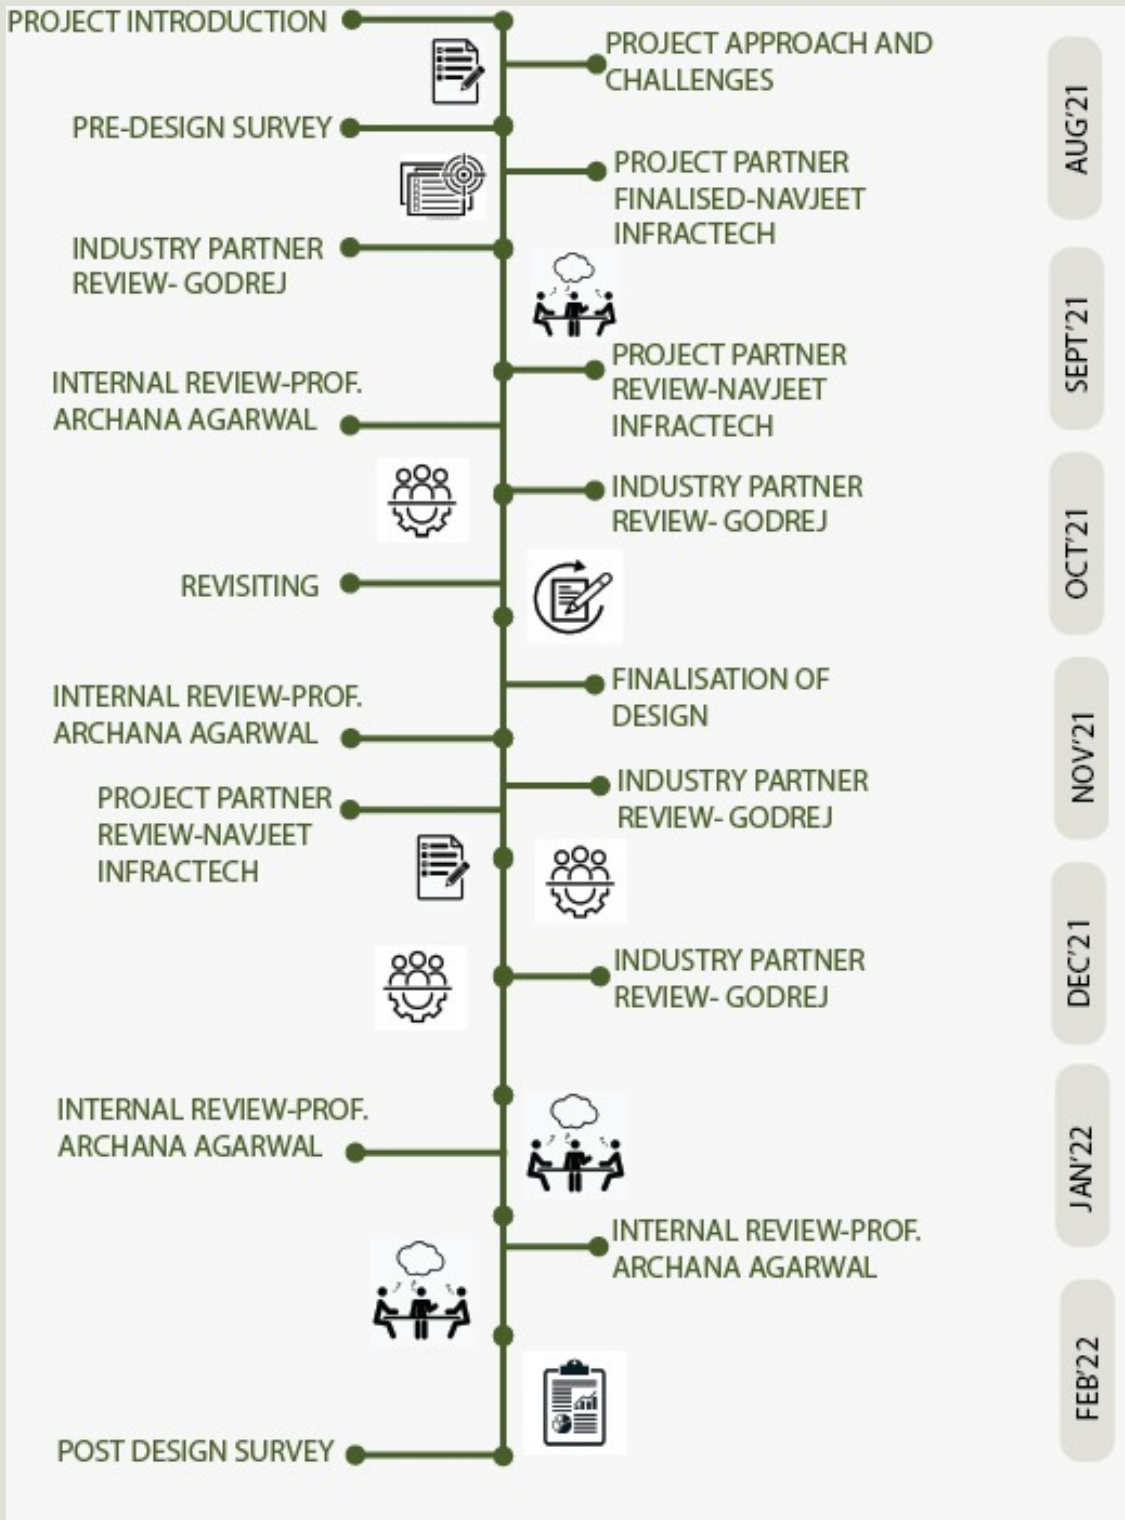 PROJECT INTRODUCTION
PROJECT APPROACH AND
CHALLENGES
PRE-DESIGN SURVEY
PROJECT PARTNER
FINALISED-NAVJEET
INFRACTECH
INDUSTRY PARTNER
REVIEW- GODREJ
PROJECT PARTNER
REVIEW-NAVJEET
INFRACTECH
INTERNAL REVIEW-PROF.
ARCHANA AGARWAL
INDUSTRY PARTNER
REVIEW- GODREJ
REVISITING
FINALISATION OF
DESIGN
INTERNAL REVIEW-PROF.
ARCHANA AGARWAL
INDUSTRY PARTNER
REVIEW- GODREJ
PROJECT PARTNER
REVIEW-NAVJEET
INFRACTECH
INDUSTRY PARTNER
REVIEW- GODREJ
INTERNAL REVIEW-PROF.
ARCHANA AGARWAL
INTERNAL REVIEW-PROF.
ARCHANA AGARWAL
POST DESIGN SURVEY
AUG'21
SEPT'21
OCT'21
NOV'21
DEC'21
JAN'22
FEB'22